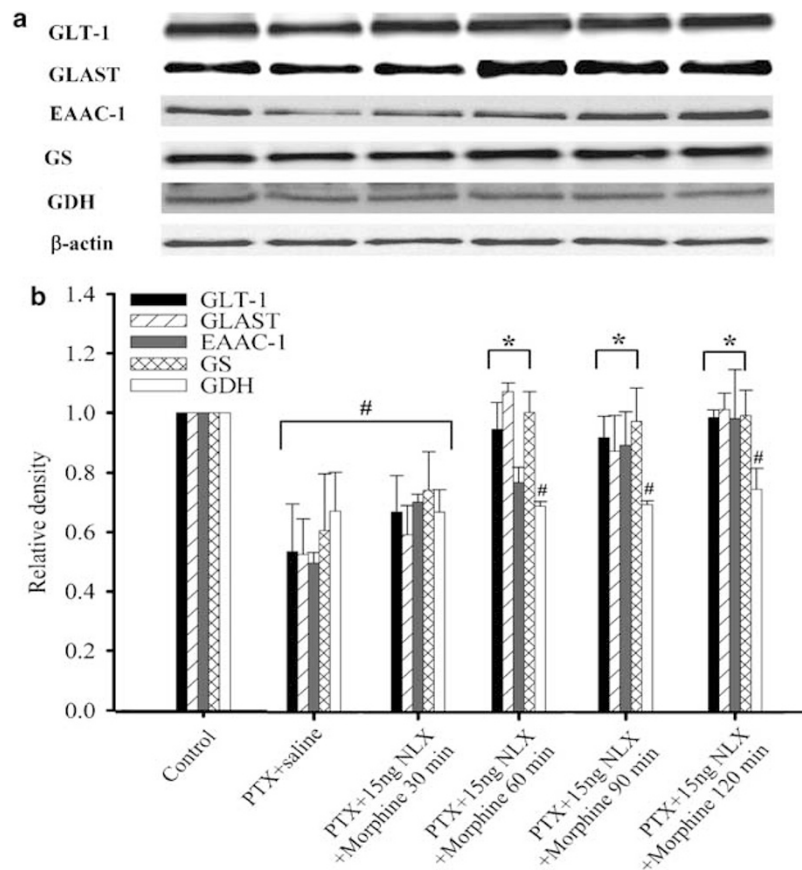 a
GLT-1
GLAST
EAAC-1
GS
GDH
β-actin
b
1.4
1.2
1.0
0.8
0.6
0.4
0.2
0.0
Relative density
GLT-1
GLAST
EAAC-1
GS
GDH
#
*
#
*
#
*
#
Control
PTX+saline
PTX+15ng NLX
+Morphine 30 min
PTX+15ng NLX
+Morphine 60 min
PTX+15ng NLX
+Morphine 90 min
PTX+15ng NLX
+Morphine 120 min